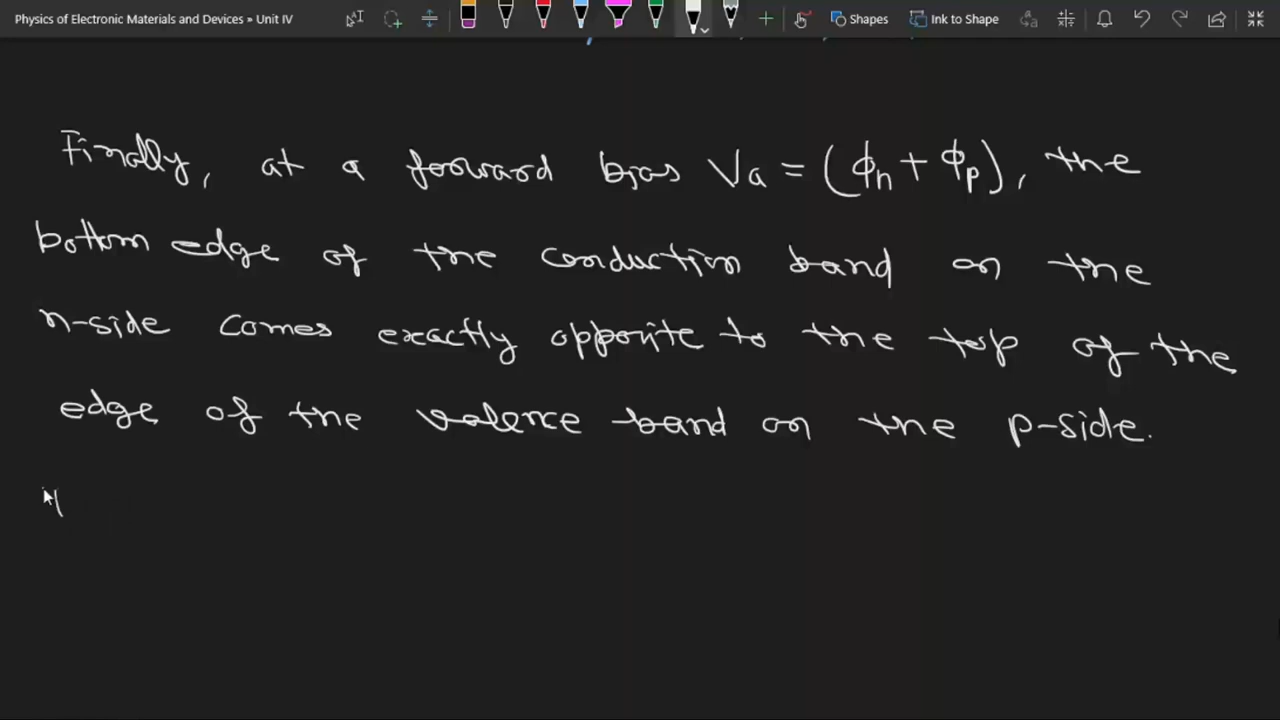 Physics of Electronic Materials and Devices » Unit IV
Shapes
Ink to Shape
Finally, at a forward bias Va = (ϕn + ϕp), the
bottom edge of the conduction band on the
n-side comes exactly opposite to the top of the
edge of the valence band on the p-side.